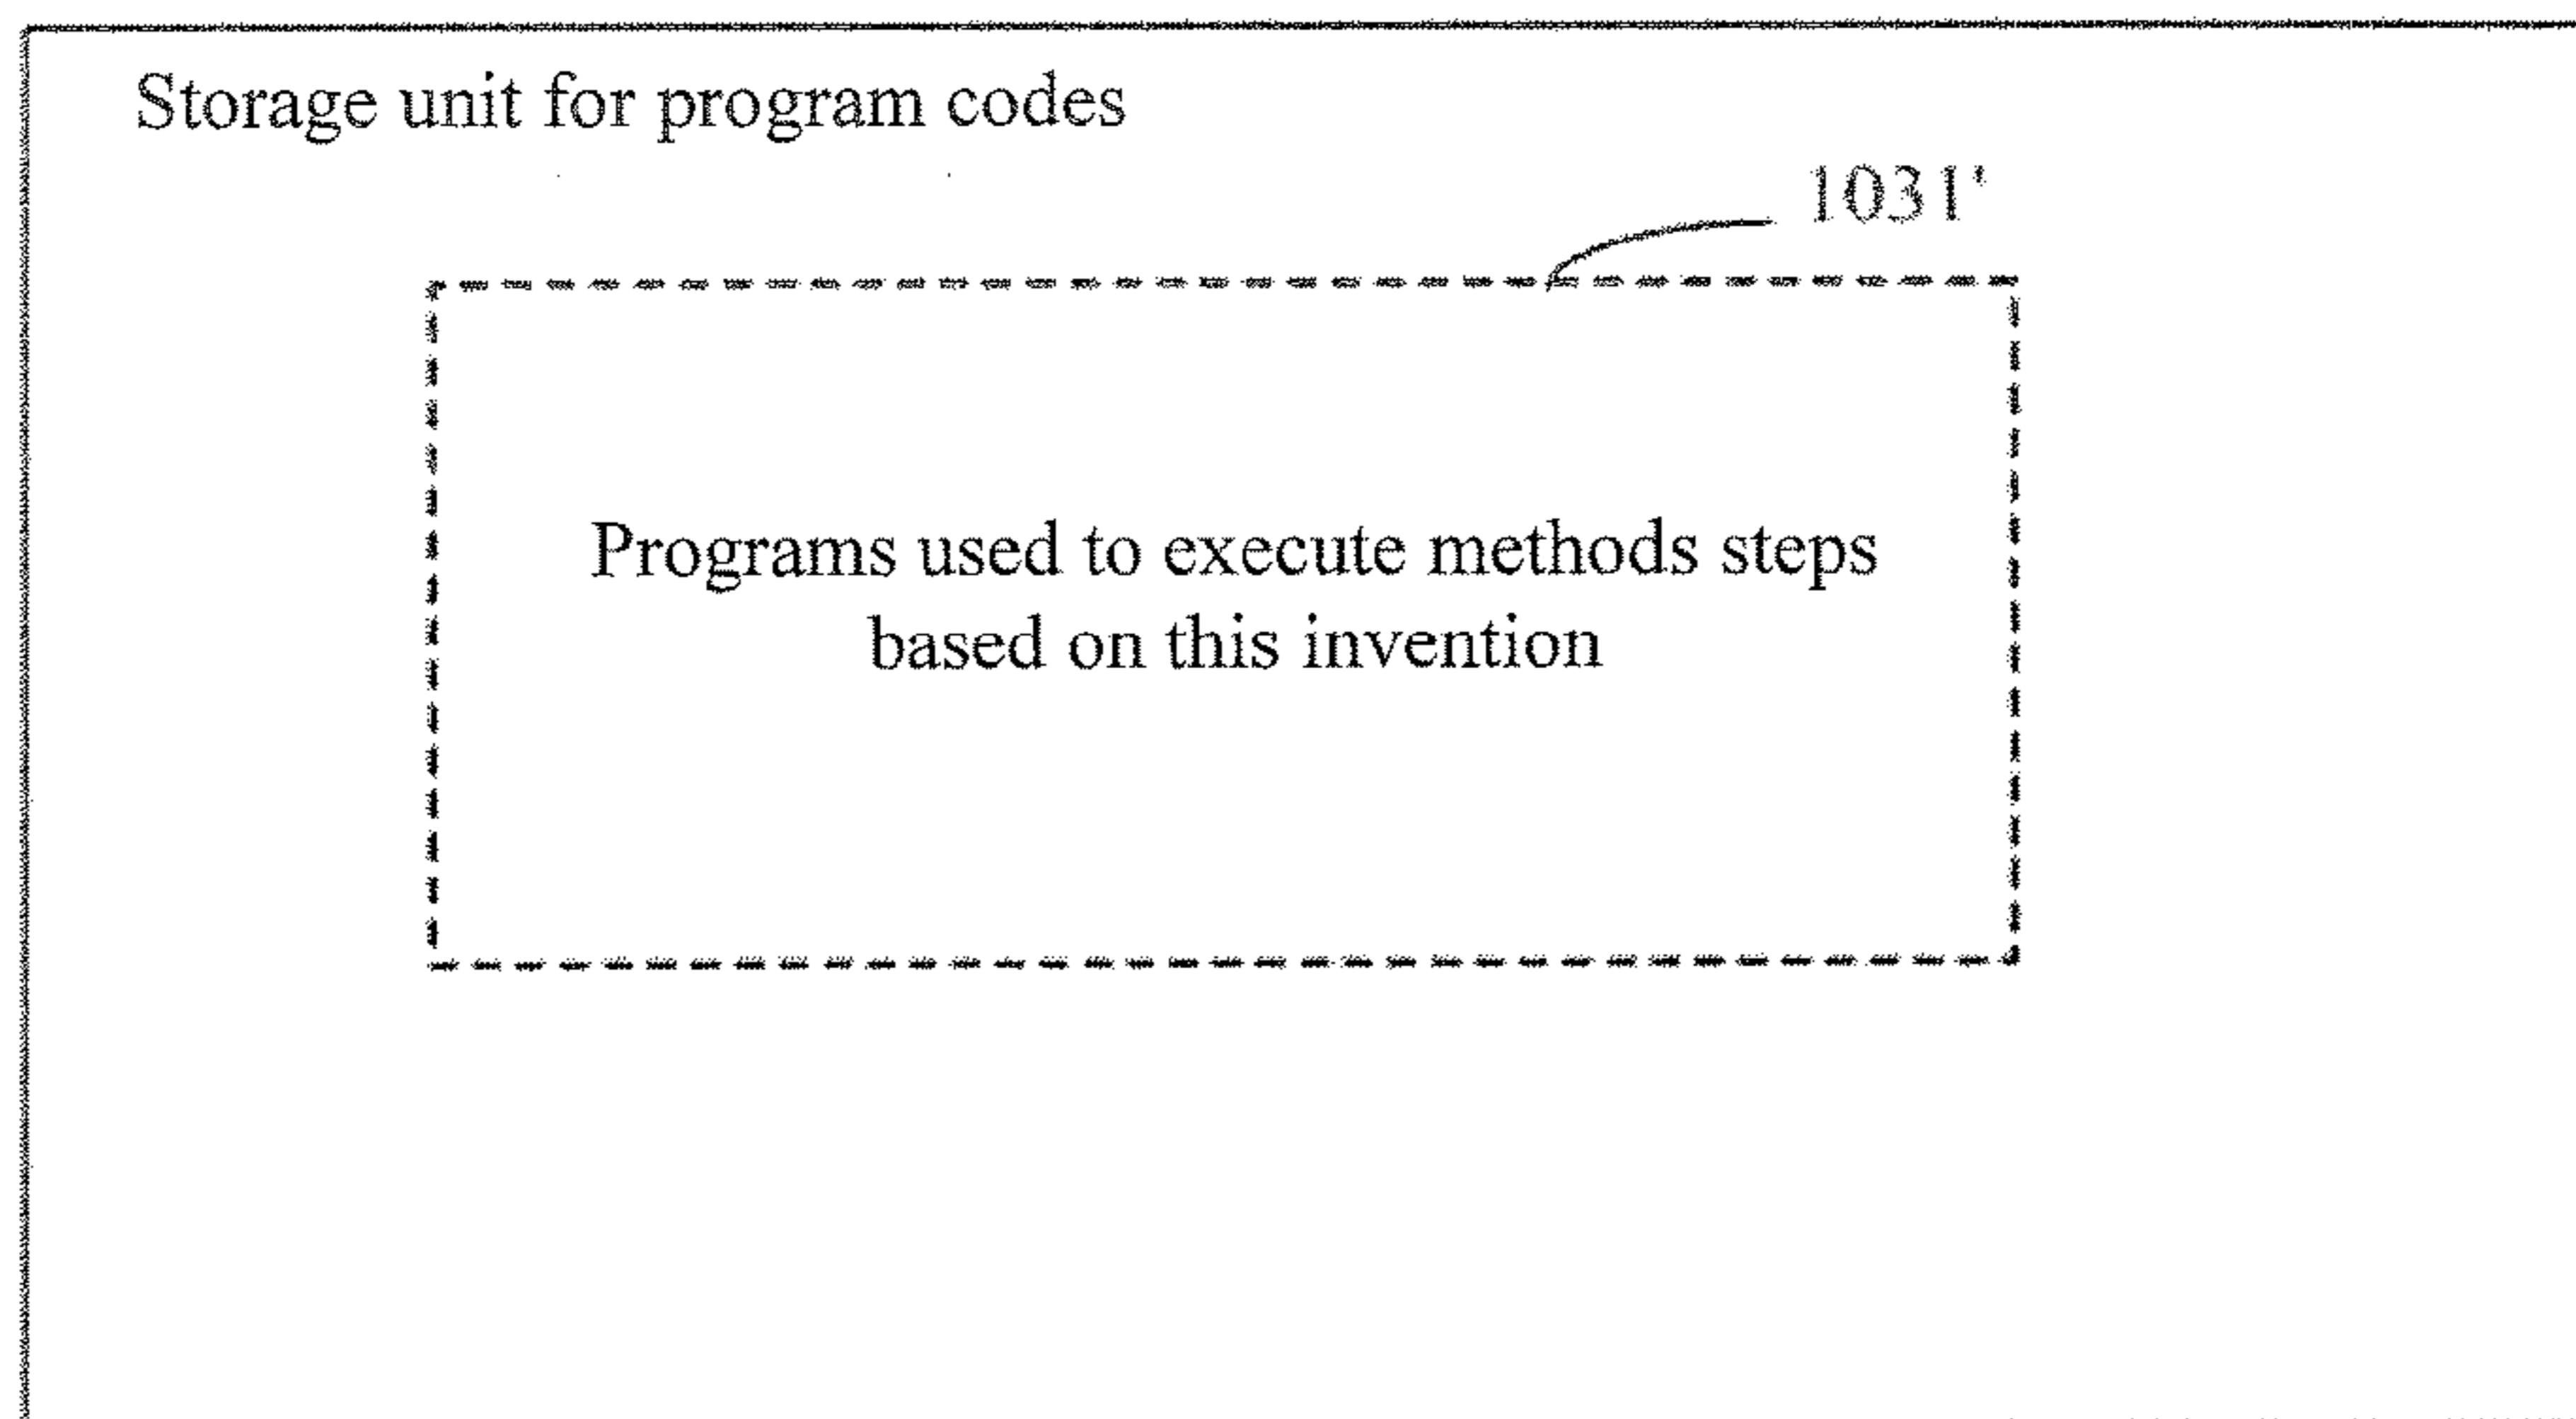 Storage unit for program codes
1031'
Programs used to execute methods steps
based on this invention